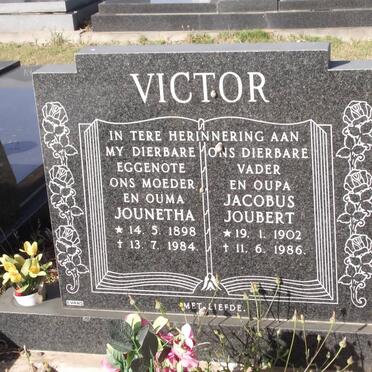 VICTOR
IN TERE HERINNERING AAN
MY DIERBARE
EGGENOTE
ONS MOEDER
EN OUMA
JOUNETHA
★ 14. 5. 1898
† 13. 7. 1984
ONS DIERBARE
VADER
EN OUPA
JACOBUS
JOUBERT
★ 19. 1. 1902
† 11. 6. 1986.
MET LIEFDE.
EVANS